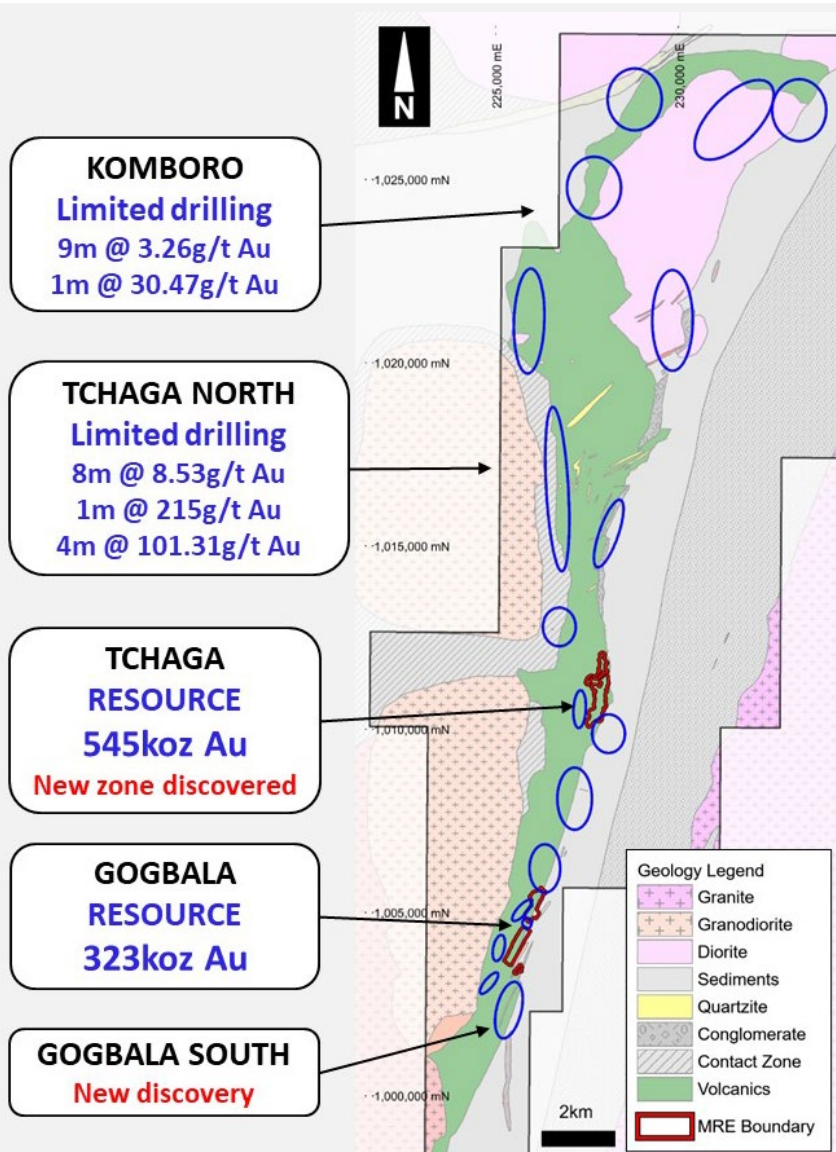 N
225,000 mE
230,000 mE
KOMBORO
Limited drilling
9m @ 3.26g/t Au
1m @ 30.47g/t Au
1,025,000 mN
TCHAGA NORTH
Limited drilling
8m @ 8.53g/t Au
1m @ 215g/t Au
4m @ 101.31g/t Au
1,020,000 mN
1,015,000 mN
TCHAGA
RESOURCE
545koz Au
New zone discovered
1,010,000 mN
GOGBALA
RESOURCE
323koz Au
1,005,000 mN
GOGBALA SOUTH
New discovery
1,000,000 mN
2km
Geology Legend
Granite
Granodiorite
Diorite
Sediments
Quartzite
Conglomerate
Contact Zone
Volcanics
MRE Boundary